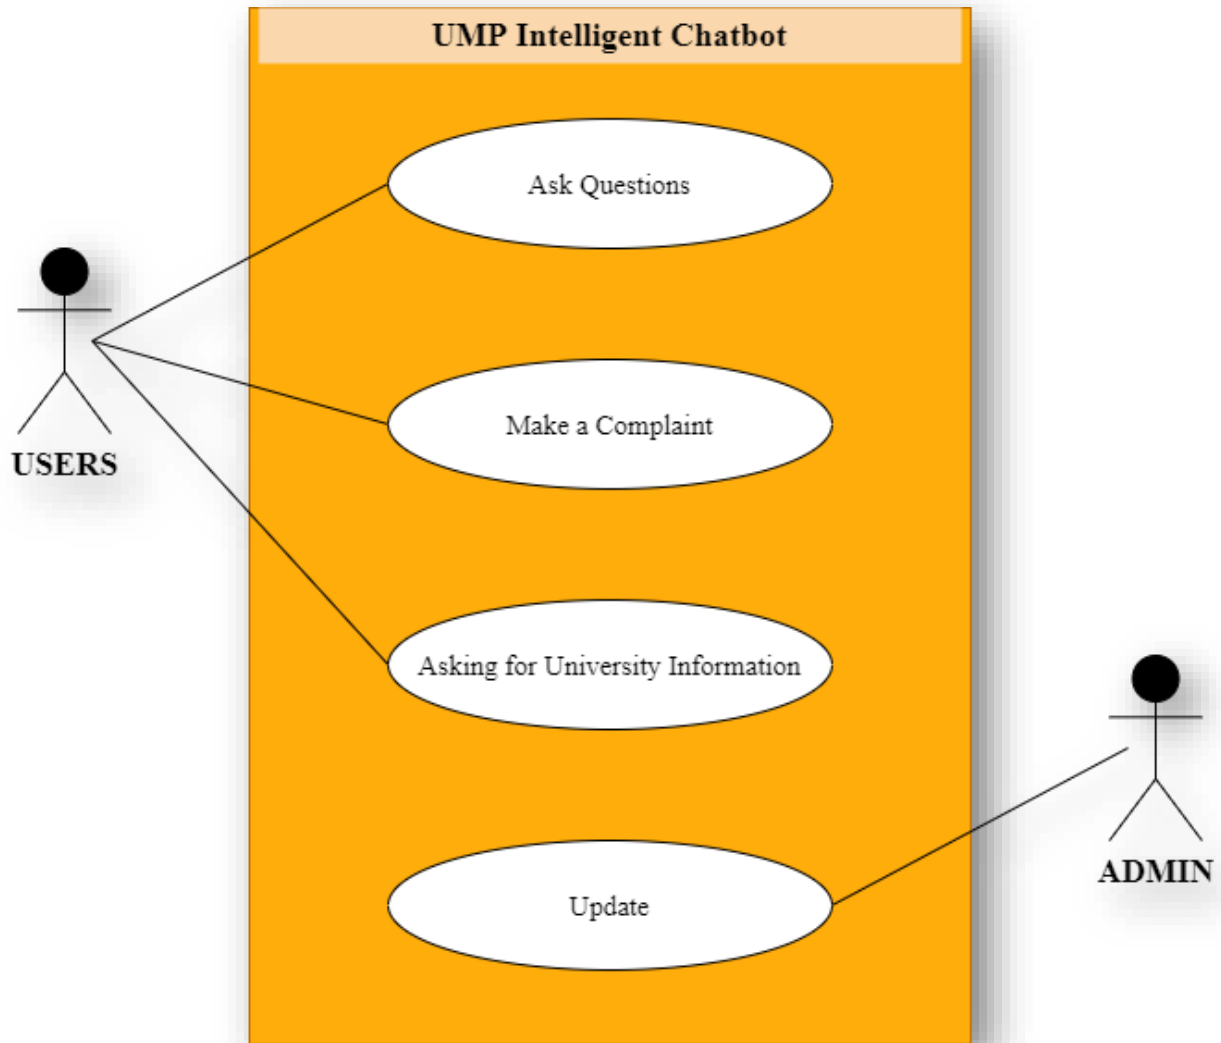 UMP Intelligent Chatbot
Ask Questions
Make a Complaint
USERS
Asking for University Information
ADMIN
Update